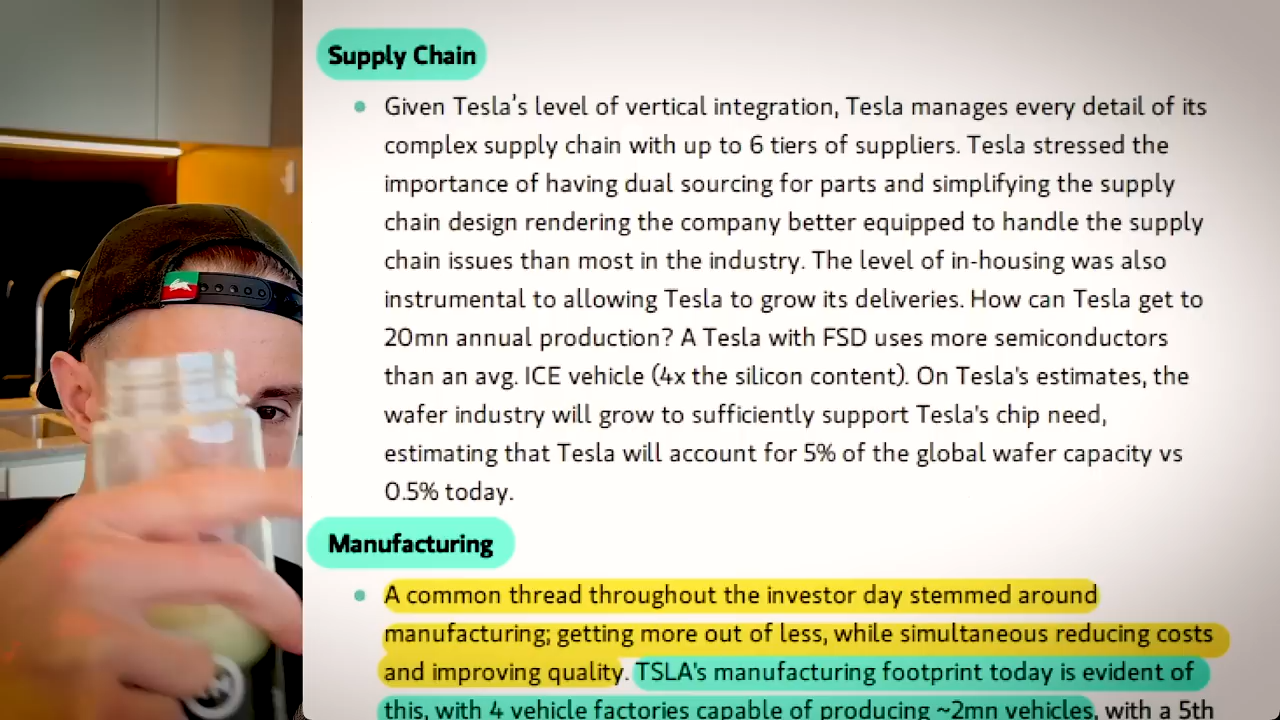 Supply Chain
Given Tesla's level of vertical integration, Tesla manages every detail of its
complex supply chain with up to 6 tiers of suppliers. Tesla stressed the
importance of having dual sourcing for parts and simplifying the supply
chain design rendering the company better equipped to handle the supply
chain issues than most in the industry. The level of in-housing was also
instrumental to allowing Tesla to grow its deliveries. How can Tesla get to
20mn annual production? A Tesla with FSD uses more semiconductors
than an avg. ICE vehicle (4x the silicon content). On Tesla's estimates, the
wafer industry will grow to sufficiently support Tesla's chip need,
estimating that Tesla will account for 5% of the global wafer capacity vs
0.5% today.
Manufacturing
A common thread throughout the investor day stemmed around
manufacturing; getting more out of less, while simultaneous reducing costs
and improving quality. TSLA's manufacturing footprint today is evident of
this, with 4 vehicle factories capable of producing ~2mn vehicles, with a 5th